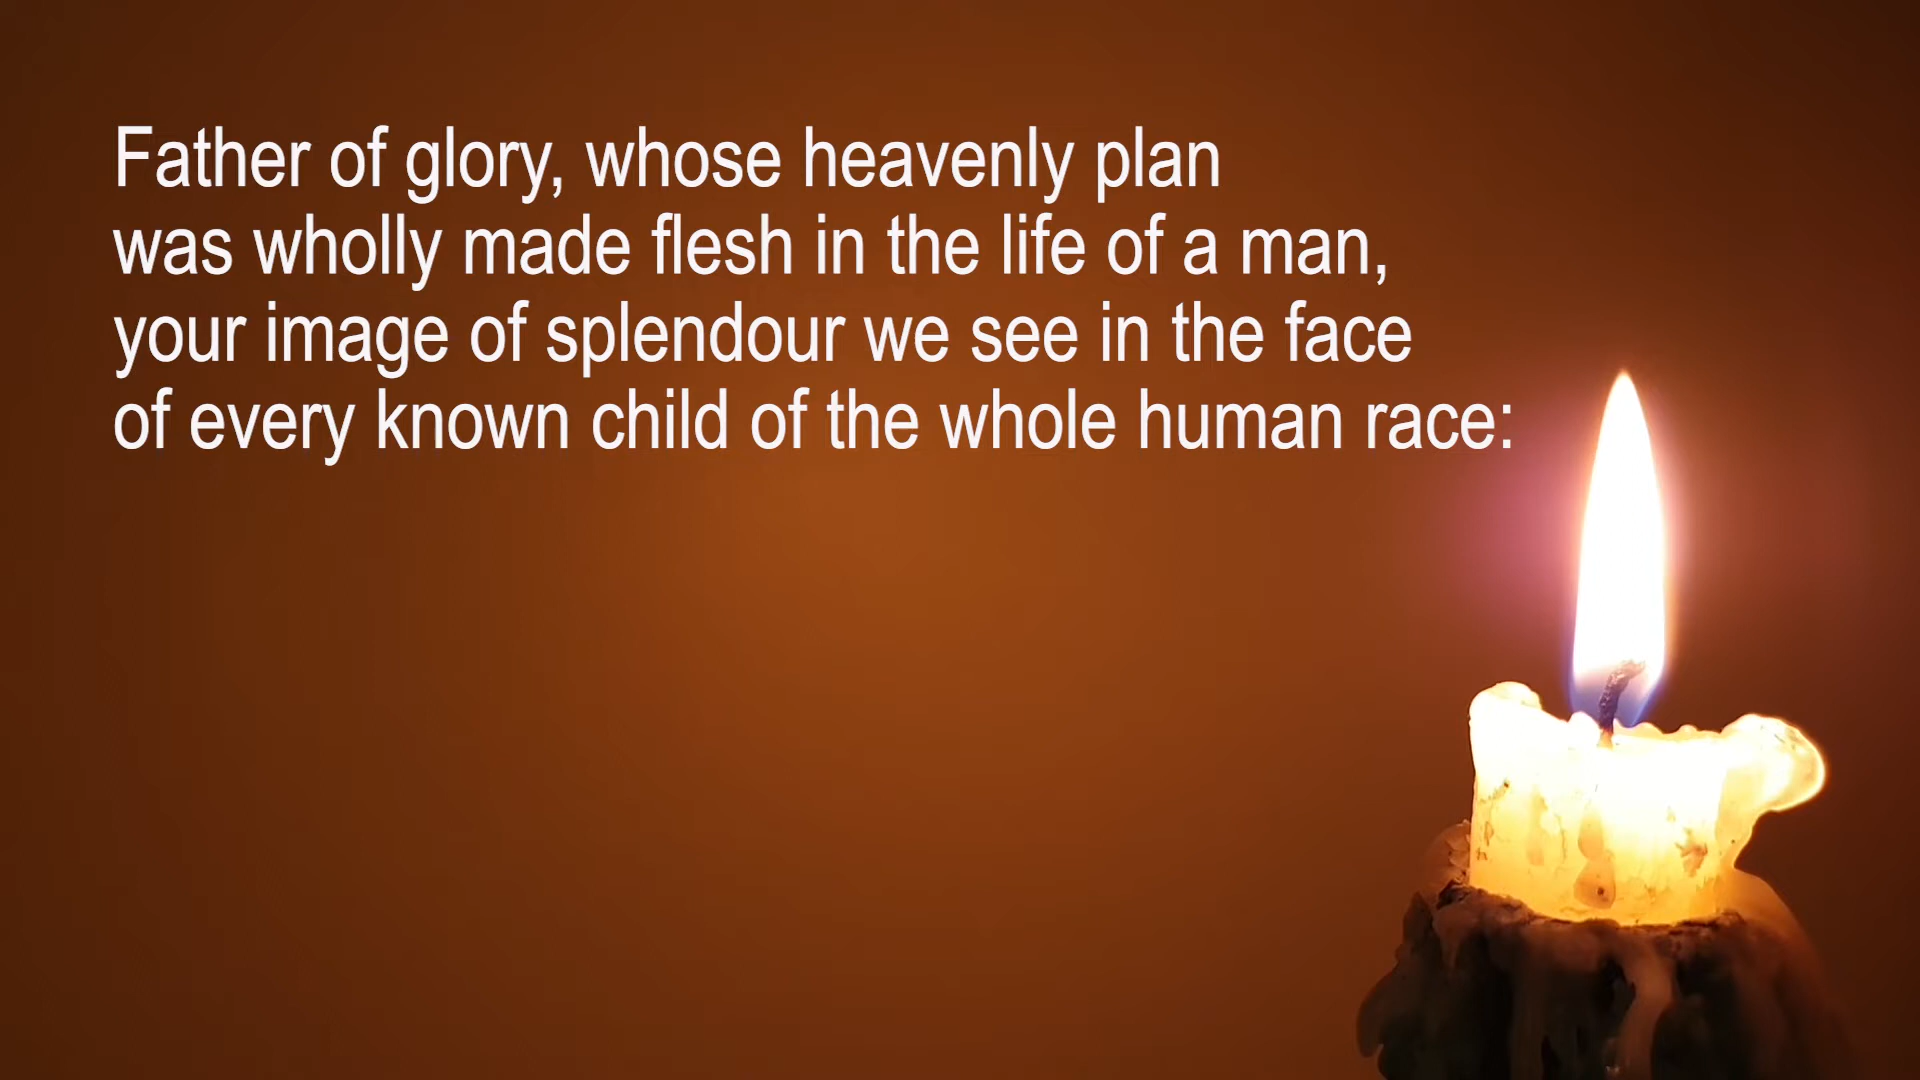 Father of glory, whose heavenly plan
was wholly made flesh in the life of a man,
your image of splendour we see in the face
of every known child of the whole human race: